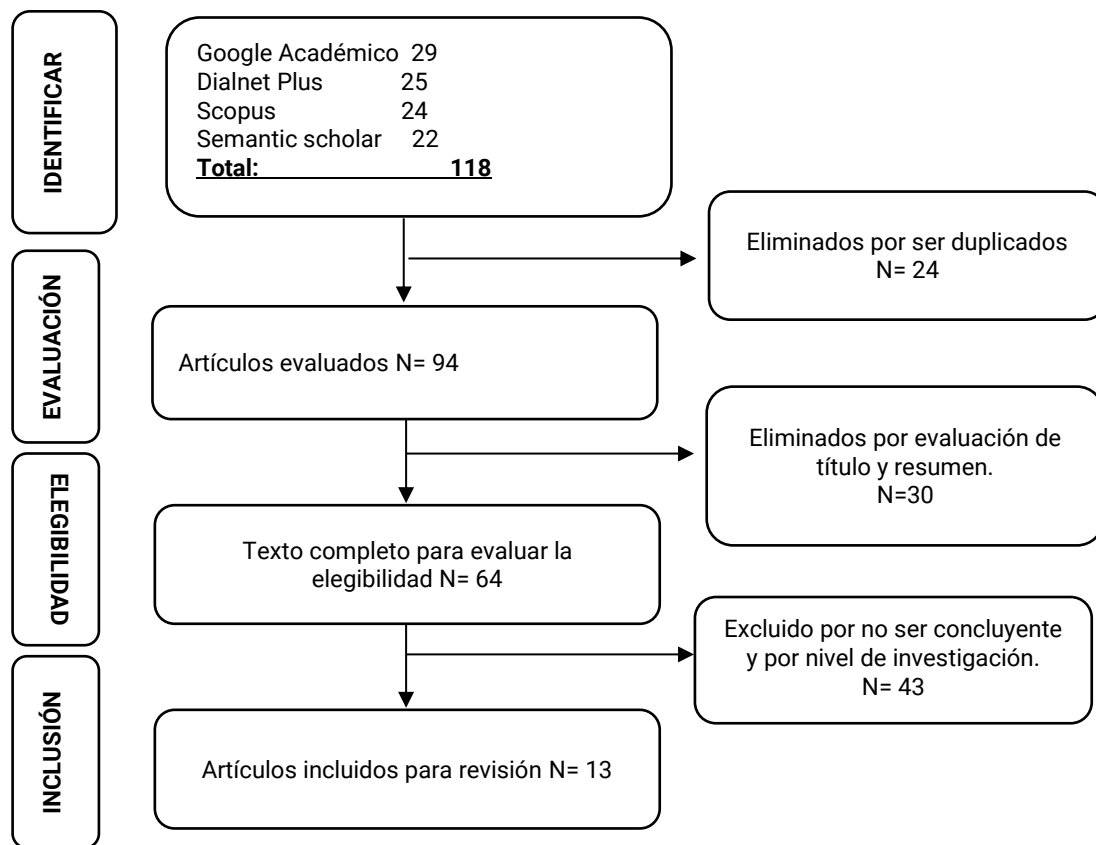 IDENTIFICAR
Google Académico 29
Dialnet Plus 25
Scopus 24
Semantic scholar 22
Total: 118
Eliminados por ser duplicados
N= 24
EVALUACIÓN
Artículos evaluados N= 94
Eliminados por evaluación de
título y resumen.
N=30
ELEGIBILIDAD
Texto completo para evaluar la
elegibilidad N= 64
Excluido por no ser concluyente
y por nivel de investigación.
N= 43
INCLUSIÓN
Artículos incluidos para revisión N= 13